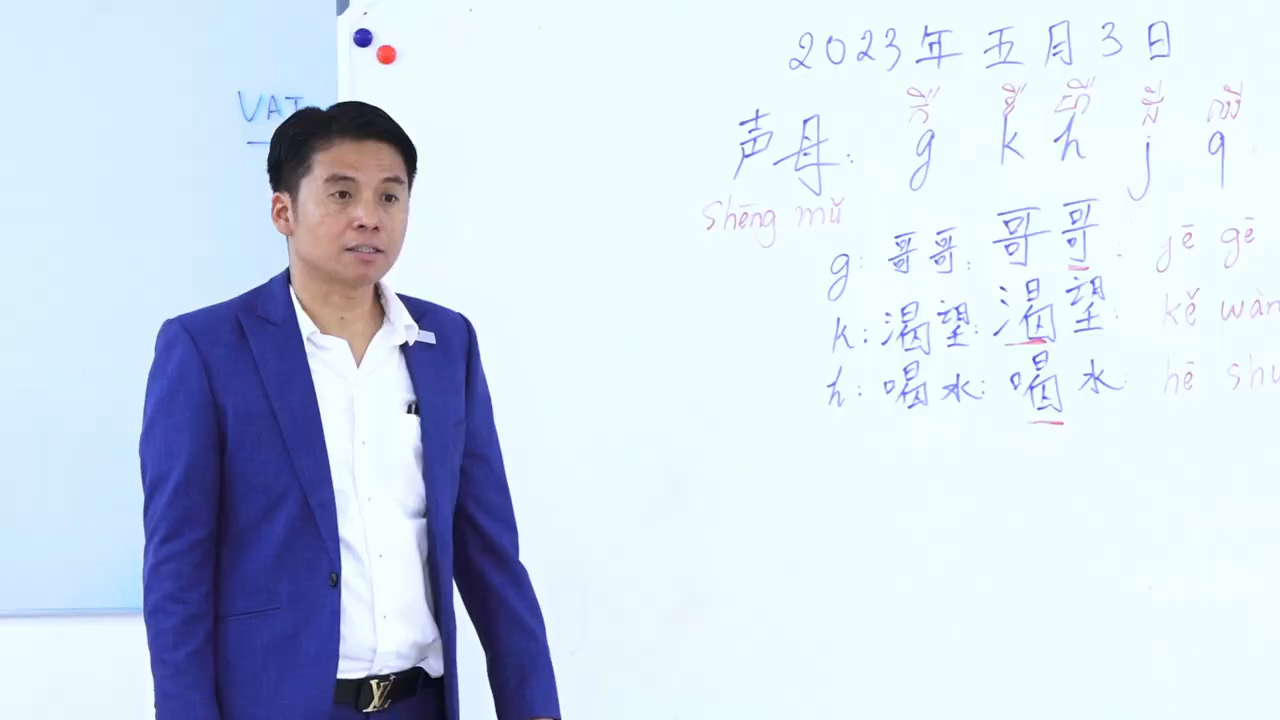 VAT
2023年五月3日
声母: g k h j q
shēng mǔ
g: 哥哥: 哥哥: gē gē
k: 渴望: 渴望: kě wàn
h: 喝水: 喝水: hē shu